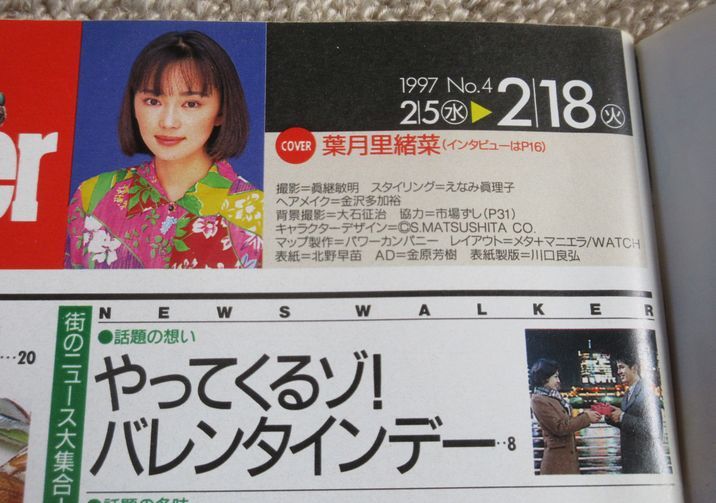 er
1997 No.4
2|5㊌▶2|18㊋
COVER 葉月里緒菜(インタビューはP16)
撮影=眞継敏明 スタイリング=えなみ眞理子
ヘアメイク=金沢多加裕
背景撮影=大石征治 協力=市場ずし(P31)
キャラクターデザイン=©S.MATSUSHITA CO.
マップ製作=パワーカンパニー レイアウト=メタ+マニエラ/WATCH
表紙=北野早苗 AD=金原芳樹 表紙製版=川口良弘
NEWS WALKER
…20
街のニュース大集合!
●話題の想い
やってくるゾ!
バレンタインデー…8